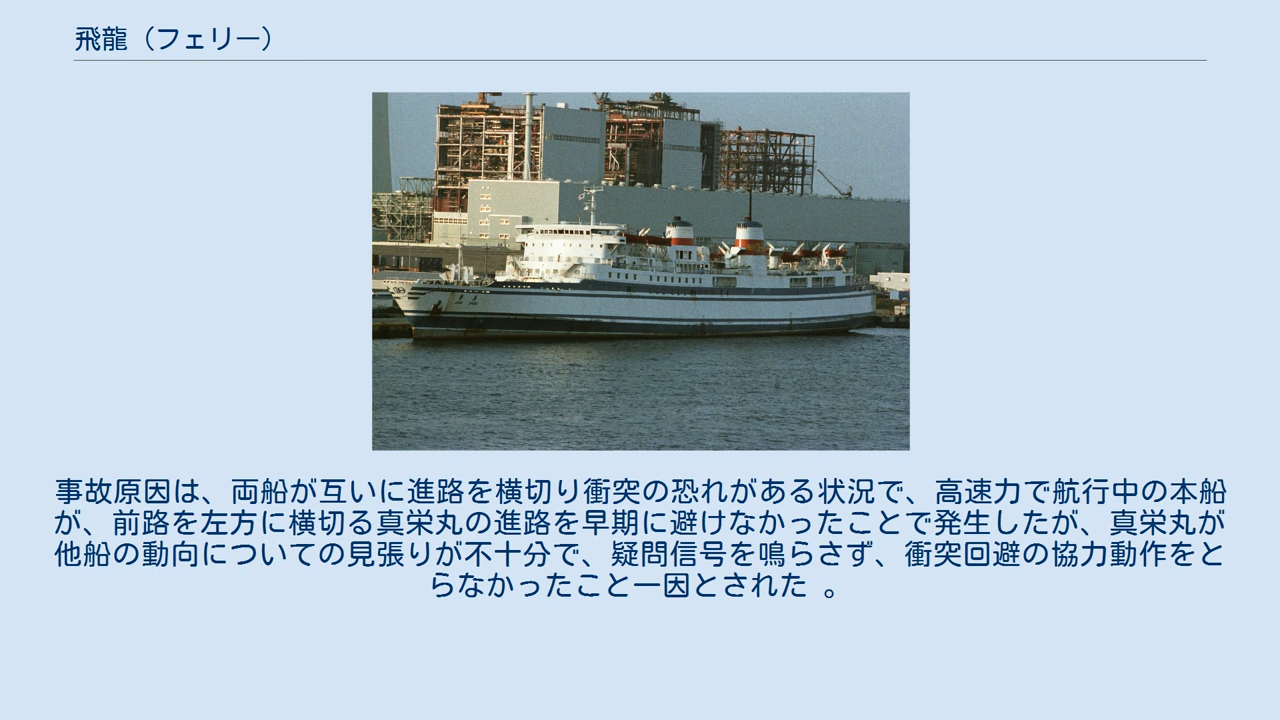 飛龍（フェリー）
事故原因は、両船が互いに進路を横切り衝突の恐れがある状況で、高速力で航行中の本船
が、前路を左方に横切る真栄丸の進路を早期に避けなかったことで発生したが、真栄丸が
他船の動向についての見張りが不十分で、疑問信号を鳴らさず、衝突回避の協力動作をと
らなかったこと一因とされた 。